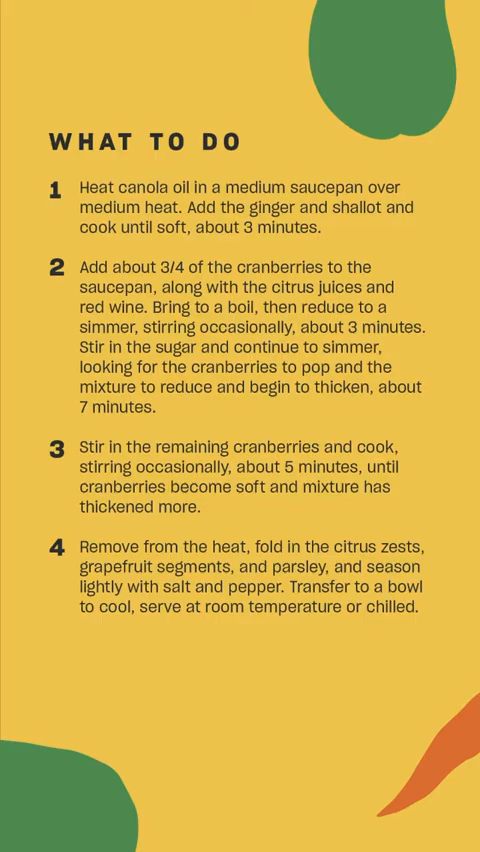 WHAT TO DO
1 Heat canola oil in a medium saucepan over
medium heat. Add the ginger and shallot and
cook until soft, about 3 minutes.
2 Add about 3/4 of the cranberries to the
saucepan, along with the citrus juices and
red wine. Bring to a boil, then reduce to a
simmer, stirring occasionally, about 3 minutes.
Stir in the sugar and continue to simmer,
looking for the cranberries to pop and the
mixture to reduce and begin to thicken, about
7 minutes.
3 Stir in the remaining cranberries and cook,
stirring occasionally, about 5 minutes, until
cranberries become soft and mixture has
thickened more.
4 Remove from the heat, fold in the citrus zests,
grapefruit segments, and parsley, and season
lightly with salt and pepper. Transfer to a bowl
to cool, serve at room temperature or chilled.